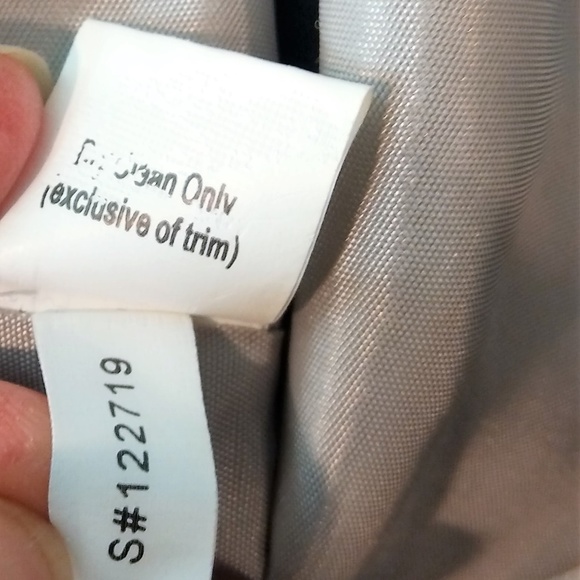 Clean Only
(exclusive of trim)
S#122719